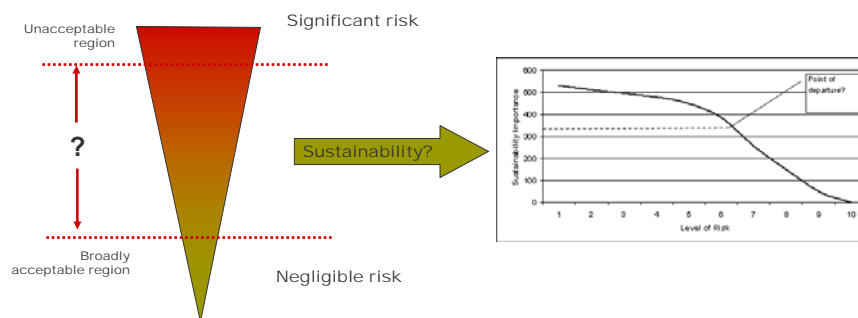 Significant risk
Unacceptable
region
?
Broadly
acceptable region
Negligible risk
Sustainability?
600
500
400
300
200
100
0
Sustainability Importance
Point of
departure?
1 2 3 4 5 6 7 8 9 10
Level of Risk